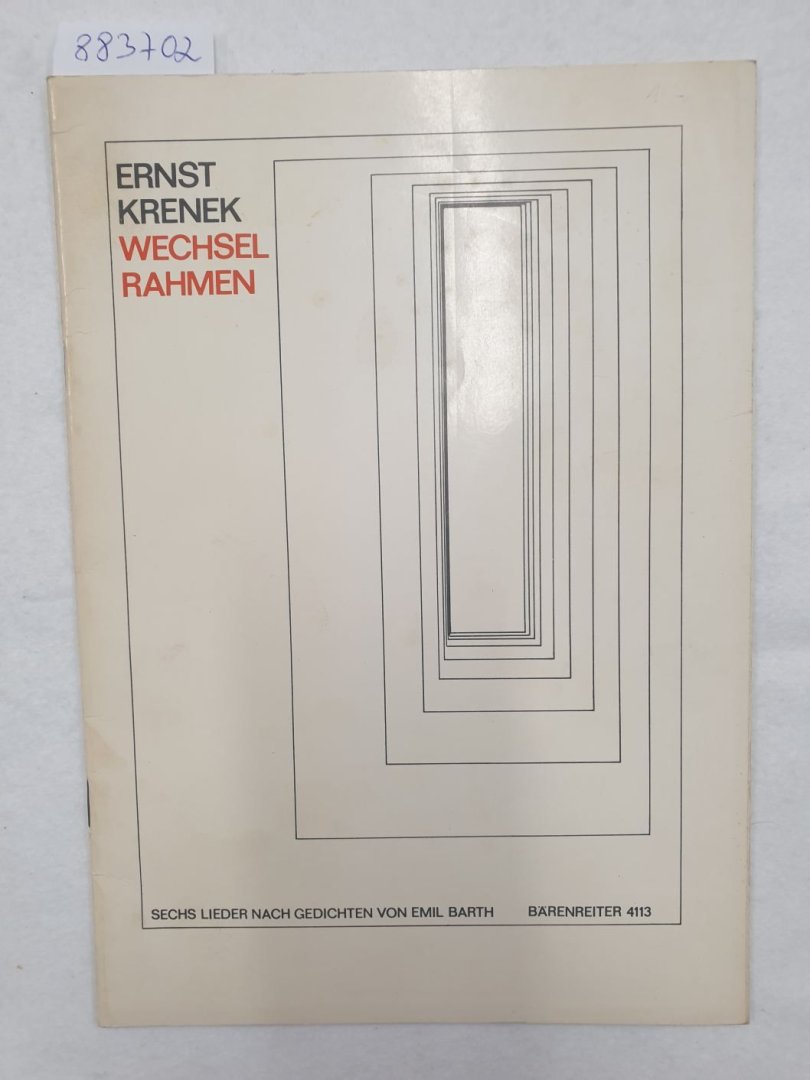 883702
ERNST
KRENEK
WECHSEL
RAHMEN
SECHS LIEDER NACH GEDICHTEN VON EMIL BARTH BÄRENREITER 4113